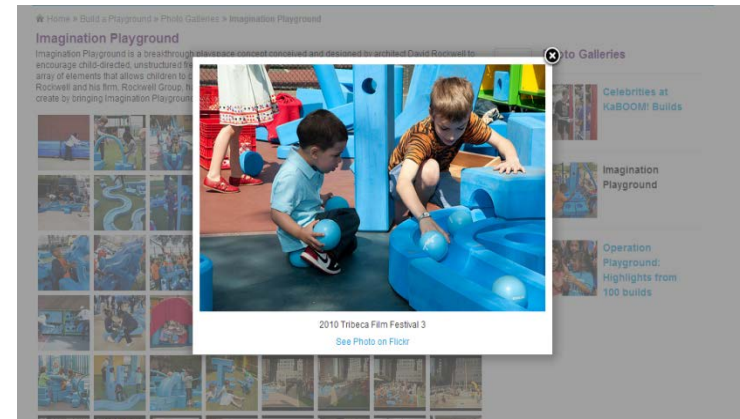 Home » Build a Playground » Photo Galleries » Imagination Playground
Imagination Playground
Imagination Playground is a breakthrough playspace concept conceived and designed by architect David Rockwell to
encourage child-directed, unstructured fre
array of elements that allows children to c
Rockwell and his firm, Rockwell Group, ha
create by bringing Imagination Playgroun
Photo Galleries
Celebrities at
KaBOOM! Builds
Imagination
Playground
Operation
Playground:
Highlights from
100 builds
2010 Tribeca Film Festival 3
See Photo on Flickr